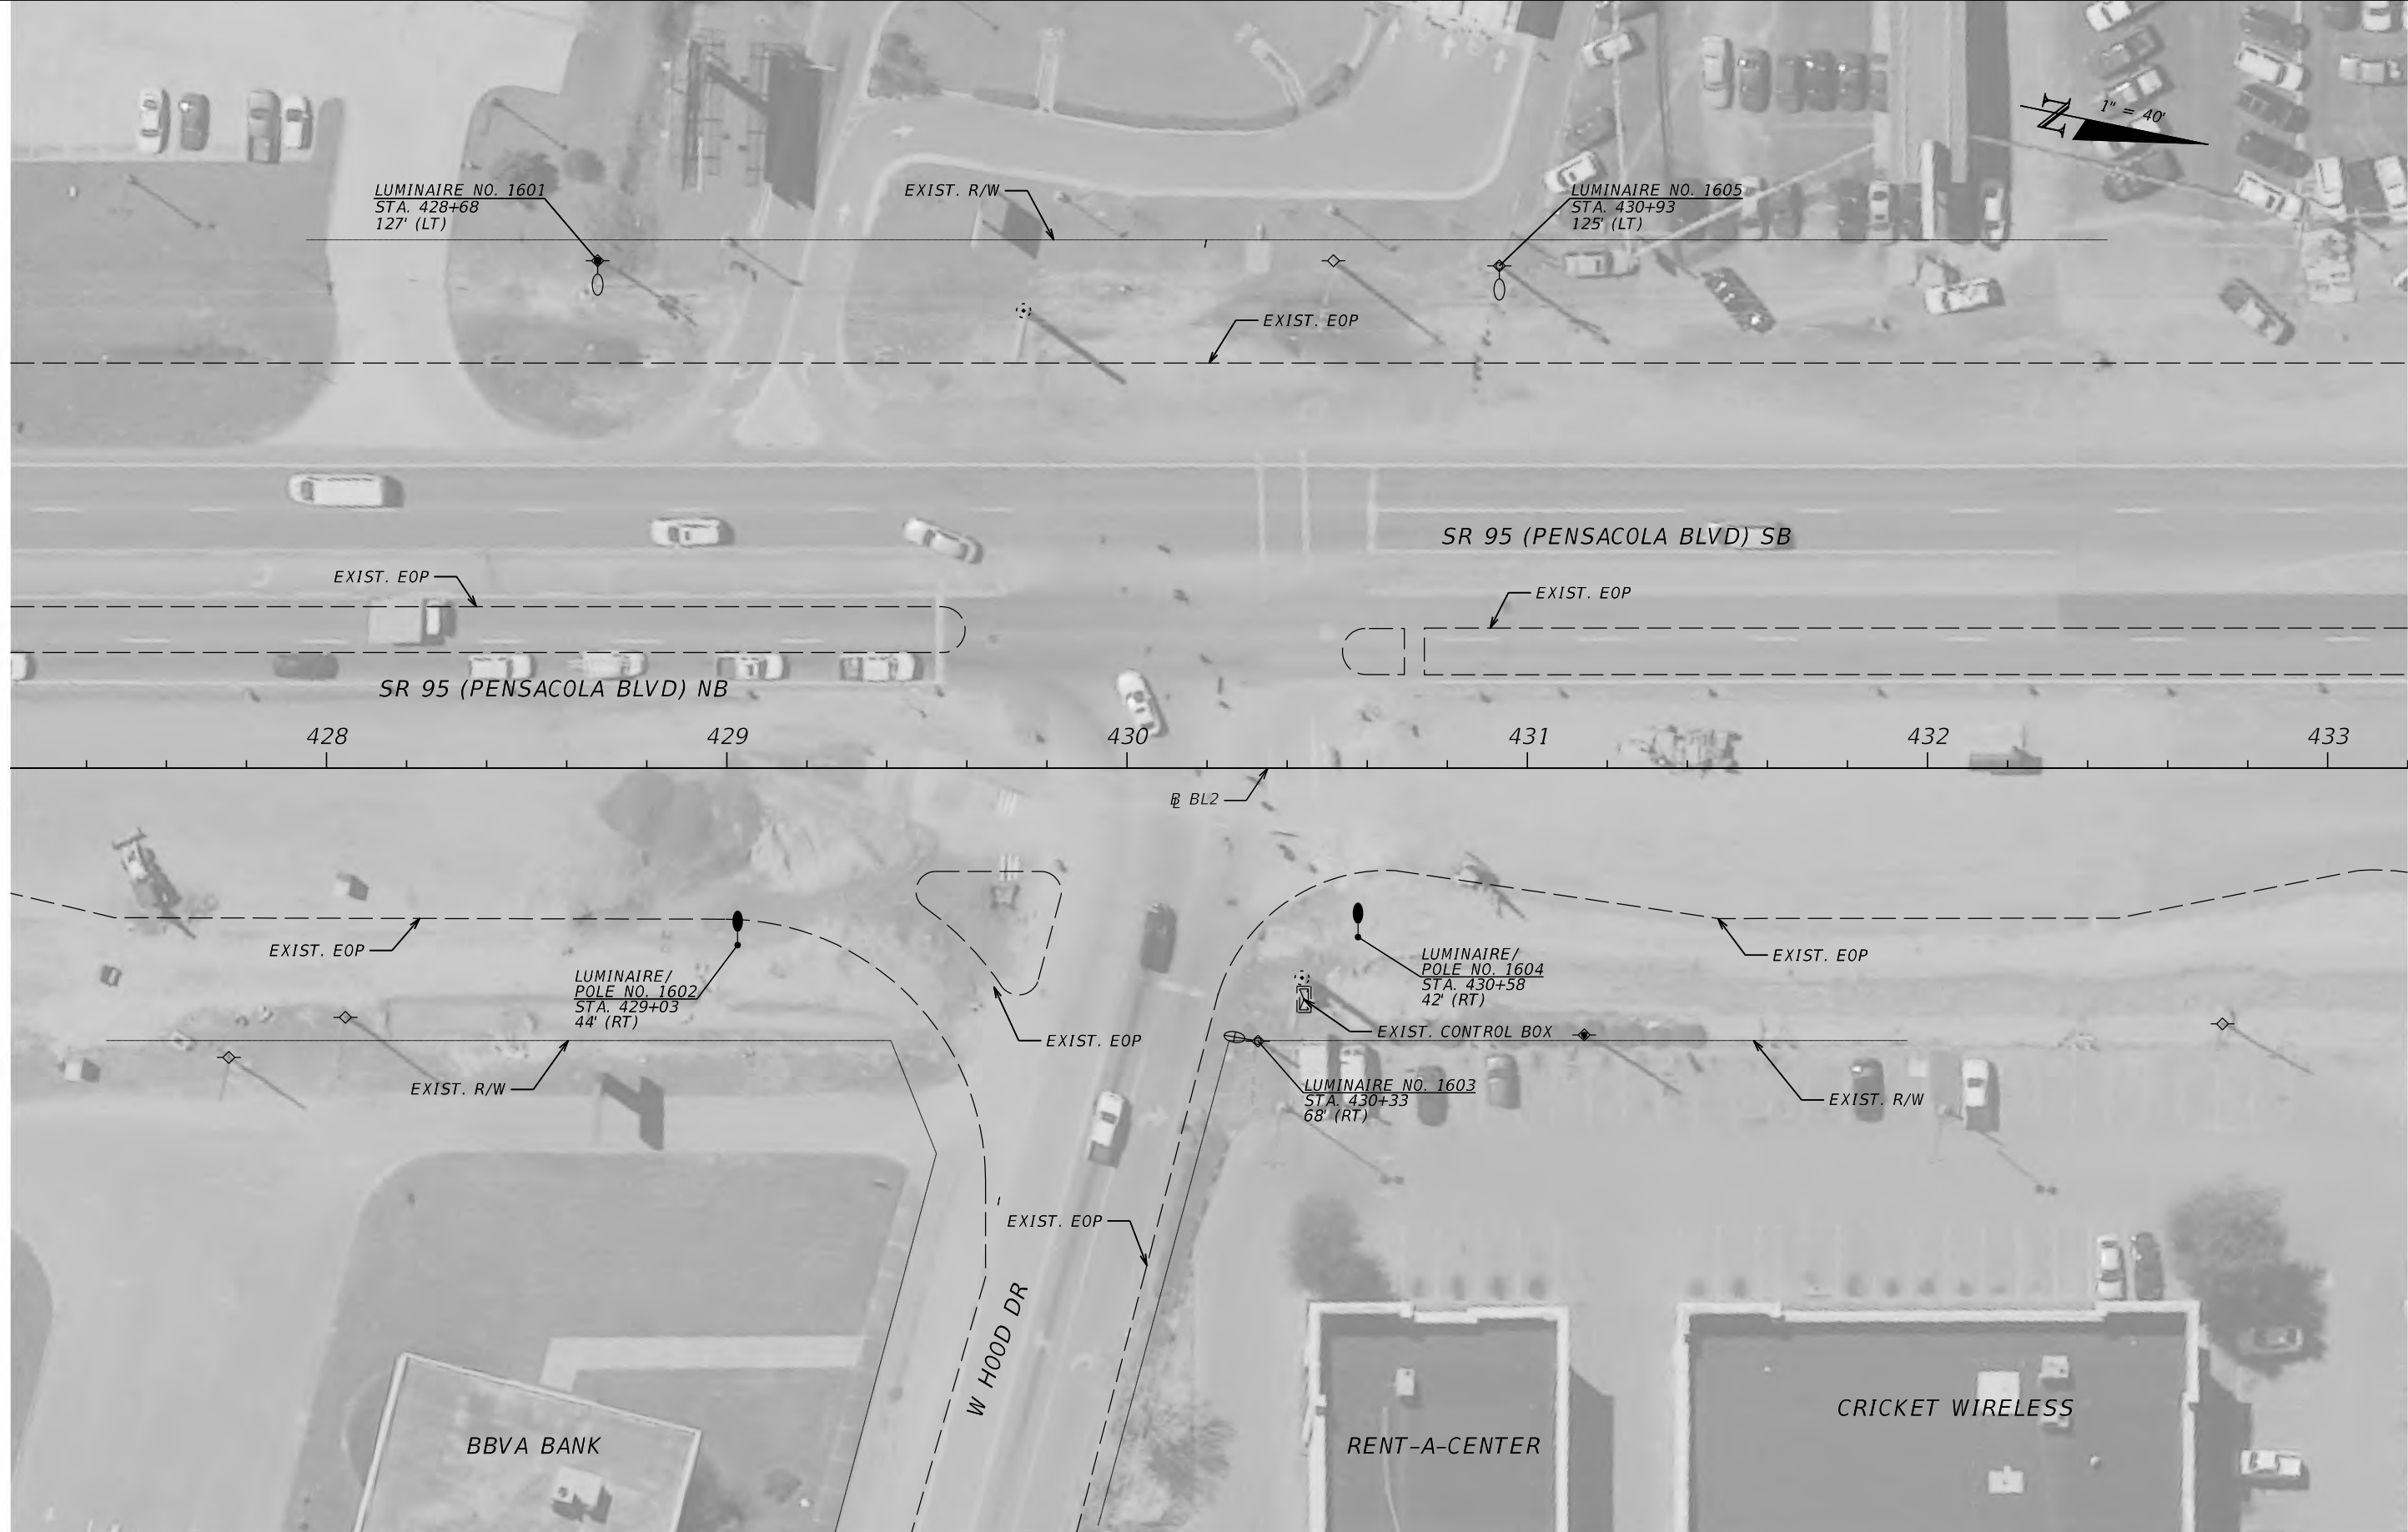 N
1" = 40'
LUMINAIRE NO. 1601
STA. 428+68
127' (LT)
EXIST. R/W
LUMINAIRE NO. 1605
STA. 430+93
125' (LT)
EXIST. EOP
SR 95 (PENSACOLA BLVD) SB
EXIST. EOP
EXIST. EOP
SR 95 (PENSACOLA BLVD) NB
428
429
430
431
432
433
BL BL2
EXIST. EOP
LUMINAIRE/
POLE NO. 1602
STA. 429+03
44' (RT)
LUMINAIRE/
POLE NO. 1604
STA. 430+58
42' (RT)
EXIST. EOP
EXIST. CONTROL BOX
EXIST. EOP
EXIST. R/W
LUMINAIRE NO. 1603
STA. 430+33
68' (RT)
EXIST. R/W
EXIST. EOP
W HOOD DR
BBVA BANK
RENT-A-CENTER
CRICKET WIRELESS